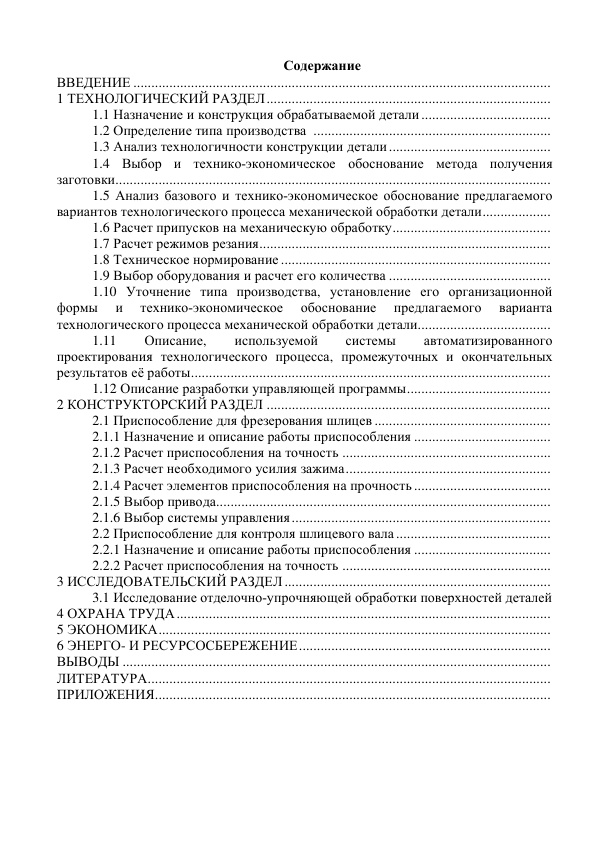 Содержание
ВВЕДЕНИЕ ....................................................................................................................
1 ТЕХНОЛОГИЧЕСКИЙ РАЗДЕЛ...............................................................................
1.1 Назначение и конструкция обрабатываемой детали ....................................
1.2 Определение типа производства ..................................................................
1.3 Анализ технологичности конструкции детали.............................................
1.4 Выбор и технико-экономическое обоснование метода получения
заготовки.........................................................................................................................
1.5 Анализ базового и технико-экономическое обоснование предлагаемого
вариантов технологического процесса механической обработки детали...................
1.6 Расчет припусков на механическую обработку............................................
1.7 Расчет режимов резания.................................................................................
1.8 Техническое нормирование ...........................................................................
1.9 Выбор оборудования и расчет его количества .............................................
1.10 Уточнение типа производства, установление его организационной
формы и технико-экономическое обоснование предлагаемого варианта
технологического процесса механической обработки детали.....................................
1.11 Описание, используемой системы автоматизированного
проектирования технологического процесса, промежуточных и окончательных
результатов её работы....................................................................................................
1.12 Описание разработки управляющей программы........................................
2 КОНСТРУКТОРСКИЙ РАЗДЕЛ ...............................................................................
2.1 Приспособление для фрезерования шлицев .................................................
2.1.1 Назначение и описание работы приспособления ......................................
2.1.2 Расчет приспособления на точность ..........................................................
2.1.3 Расчет необходимого усилия зажима.........................................................
2.1.4 Расчет элементов приспособления на прочность ......................................
2.1.5 Выбор привода.............................................................................................
2.1.6 Выбор системы управления ........................................................................
2.2 Приспособление для контроля шлицевого вала ...........................................
2.2.1 Назначение и описание работы приспособления ......................................
2.2.2 Расчет приспособления на точность ..........................................................
3 ИССЛЕДОВАТЕЛЬСКИЙ РАЗДЕЛ ..........................................................................
3.1 Исследование отделочно-упрочняющей обработки поверхностей деталей
4 ОХРАНА ТРУДА ........................................................................................................
5 ЭКОНОМИКА.............................................................................................................
6 ЭНЕРГО- И РЕСУРСОСБЕРЕЖЕНИЕ......................................................................
ВЫВОДЫ .......................................................................................................................
ЛИТЕРАТУРА................................................................................................................
ПРИЛОЖЕНИЯ..............................................................................................................